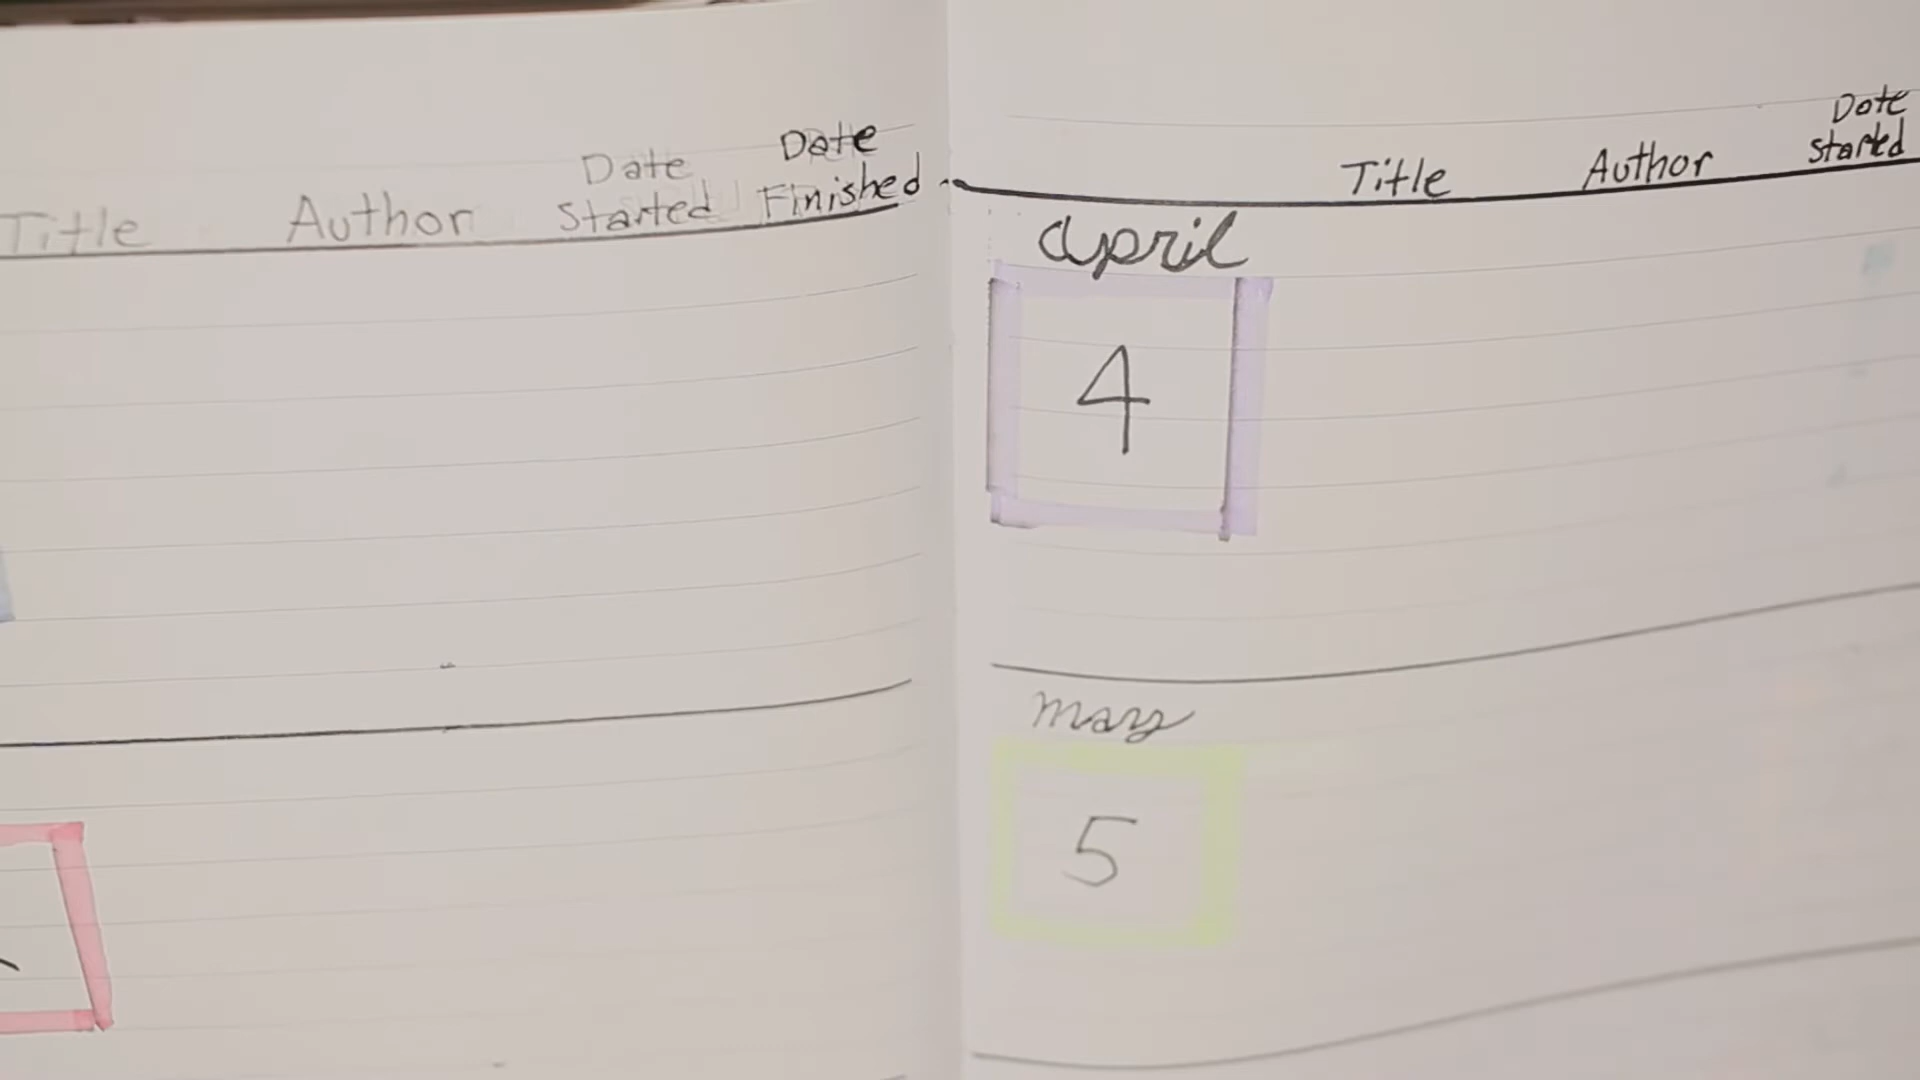 Title Author Date Started Date Finished
Title Author Date Started
April
4
May
5